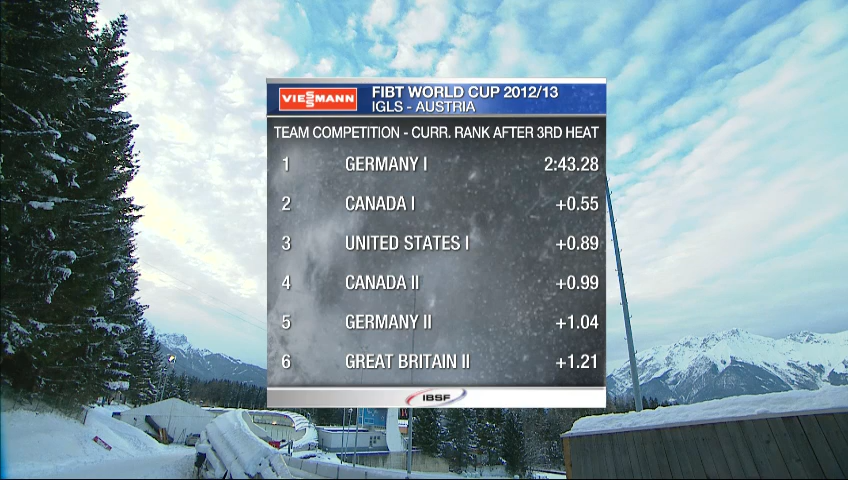 VIESSMANN
FIBT WORLD CUP 2012/13
IGLS - AUSTRIA
TEAM COMPETITION - CURR. RANK AFTER 3RD HEAT
1 GERMANY I 2:43.28
2 CANADA I +0.55
3 UNITED STATES I +0.89
4 CANADA II +0.99
5 GERMANY II +1.04
6 GREAT BRITAIN II +1.21
IBSF